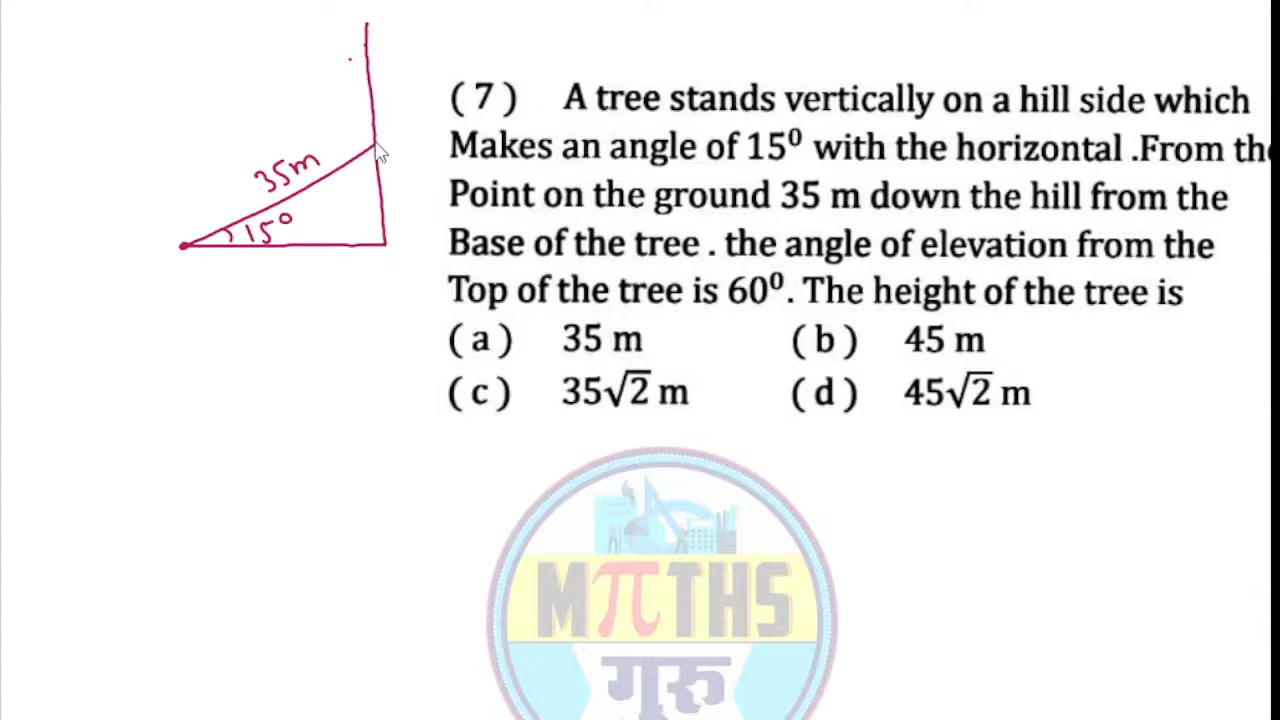 (7) A tree stands vertically on a hill side which
Makes an angle of 15⁰ with the horizontal .From the
Point on the ground 35 m down the hill from the
Base of the tree . the angle of elevation from the
Top of the tree is 60⁰. The height of the tree is
(a) 35 m (b) 45 m
(c) 35√2 m (d) 45√2 m
35m
15⁰
MπTHS
गुरु